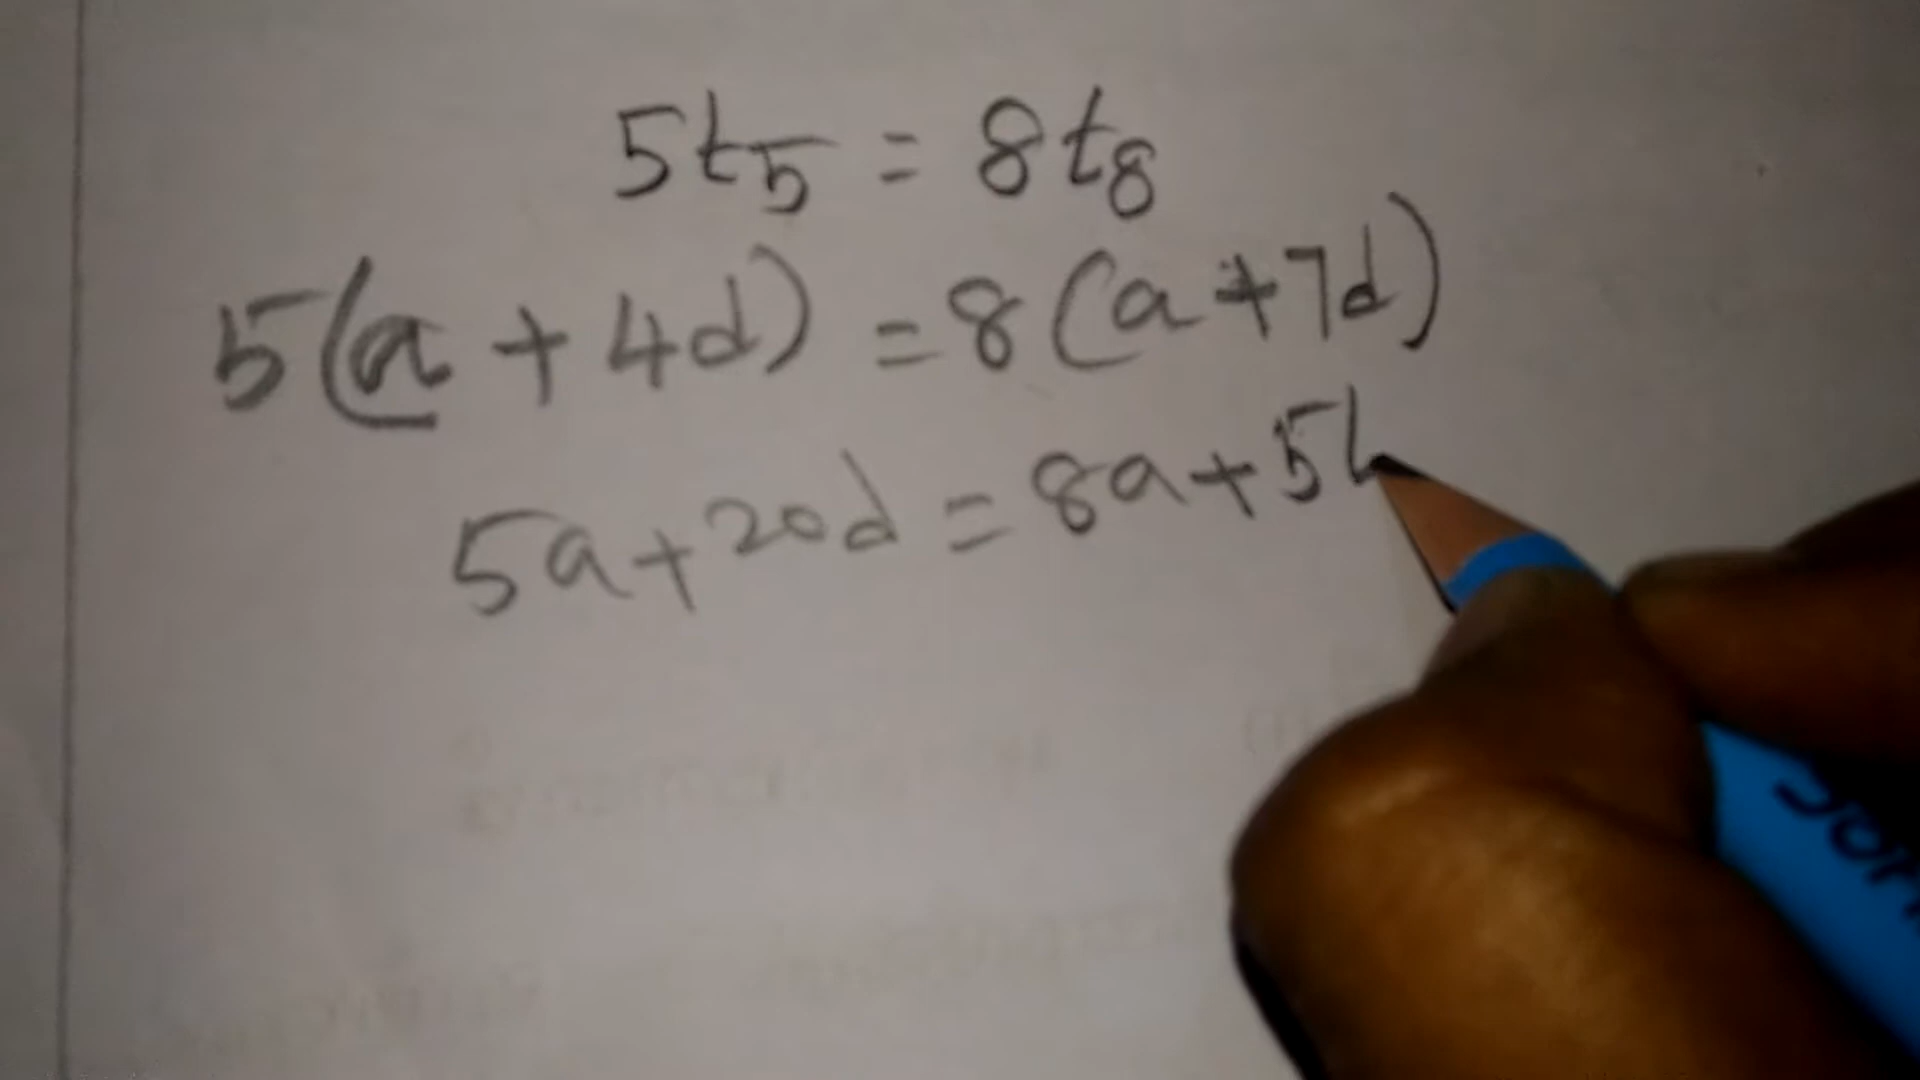 5t₅ = 8t₈
5(a + 4d) = 8(a + 7d)
5a + 20d = 8a + 5